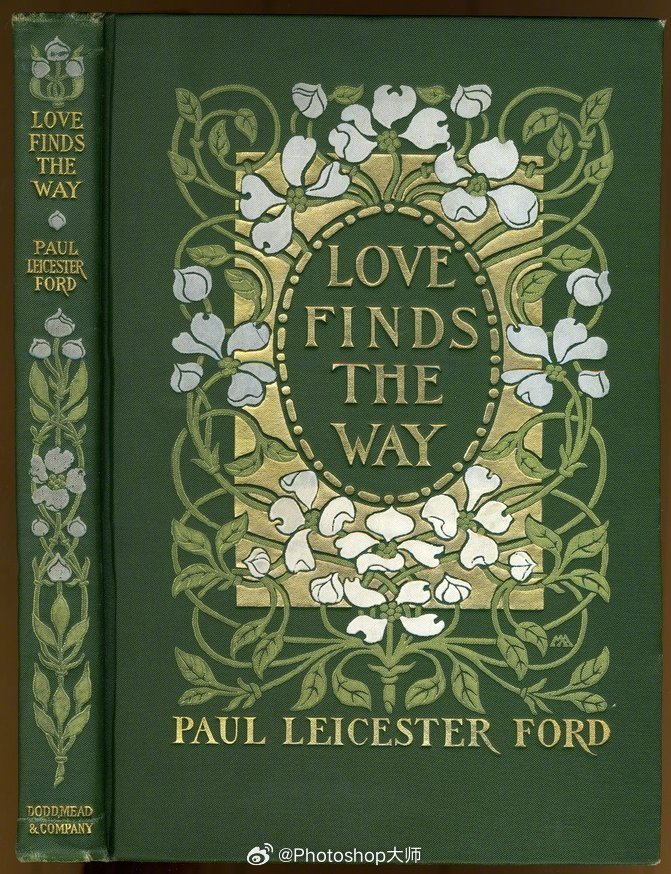 LOVE
FINDS
THE
WAY
PAUL
LEICESTER
FORD
DODD, MEAD
& COMPANY
LOVE
FINDS
THE
WAY
PAUL LEICESTER FORD
@Photoshop大师